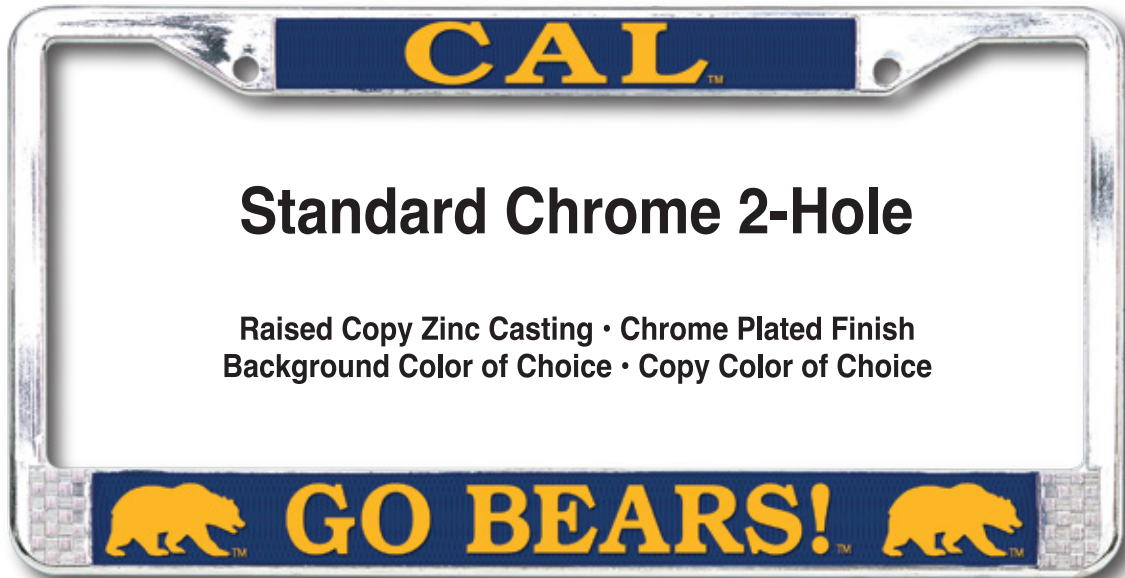 CAL™
Standard Chrome 2-Hole
Raised Copy Zinc Casting • Chrome Plated Finish
Background Color of Choice • Copy Color of Choice
™ GO BEARS!™ ™